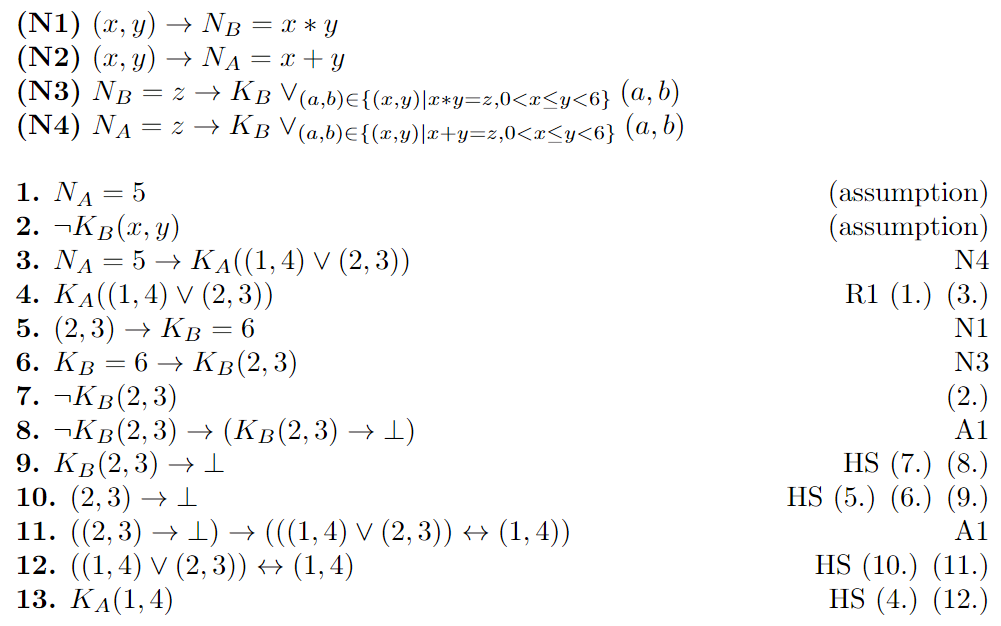 (N1) (x, y) → N_B = x ∗ y
(N2) (x, y) → N_A = x + y
(N3) N_B = z → K_B ∨_{(a,b)∈{(x,y)|x∗y=z,0<x≤y<6}} (a, b)
(N4) N_A = z → K_B ∨_{(a,b)∈{(x,y)|x+y=z,0<x≤y<6}} (a, b)
1. N_A = 5 (assumption)
2. ¬K_B(x, y) (assumption)
3. N_A = 5 → K_A((1, 4) ∨ (2, 3)) N4
4. K_A((1, 4) ∨ (2, 3)) R1 (1.) (3.)
5. (2, 3) → K_B = 6 N1
6. K_B = 6 → K_B(2, 3) N3
7. ¬K_B(2, 3) (2.)
8. ¬K_B(2, 3) → (K_B(2, 3) → ⊥) A1
9. K_B(2, 3) → ⊥ HS (7.) (8.)
10. (2, 3) → ⊥ HS (5.) (6.) (9.)
11. ((2, 3) → ⊥) → (((1, 4) ∨ (2, 3)) ↔ (1, 4)) A1
12. ((1, 4) ∨ (2, 3)) ↔ (1, 4) HS (10.) (11.)
13. K_A(1, 4) HS (4.) (12.)